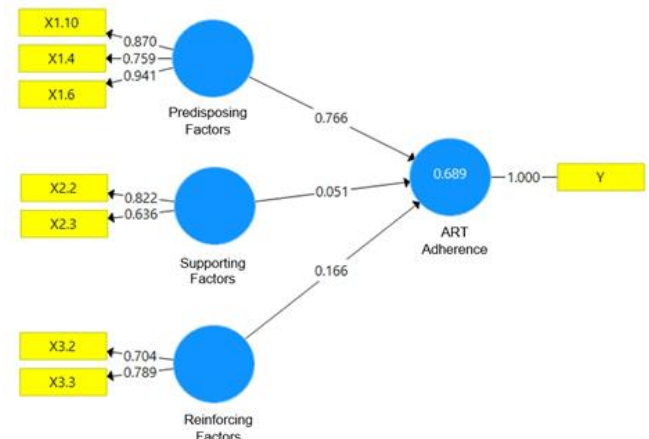 X1.10
0.870
X1.4
0.759
X1.6
0.941
Predisposing
Factors
0.766
X2.2
0.822
X2.3
0.636
Supporting
Factors
0.051
0.689
1.000
Y
ART
Adherence
0.166
X3.2
0.704
X3.3
0.789
Reinforcing
Factors